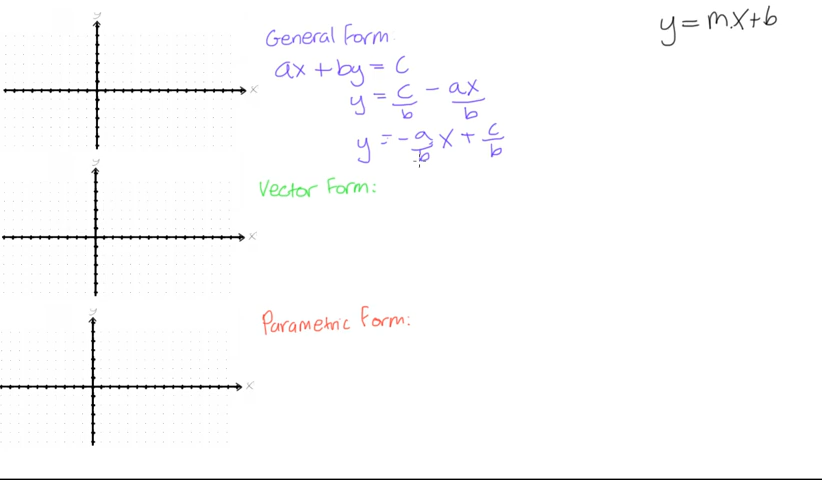 y = mx + b
y
x
General Form
ax + by = c
y = c/b - ax/b
y = -a/b x + c/b
y
x
Vector Form:
y
x
Parametric Form: